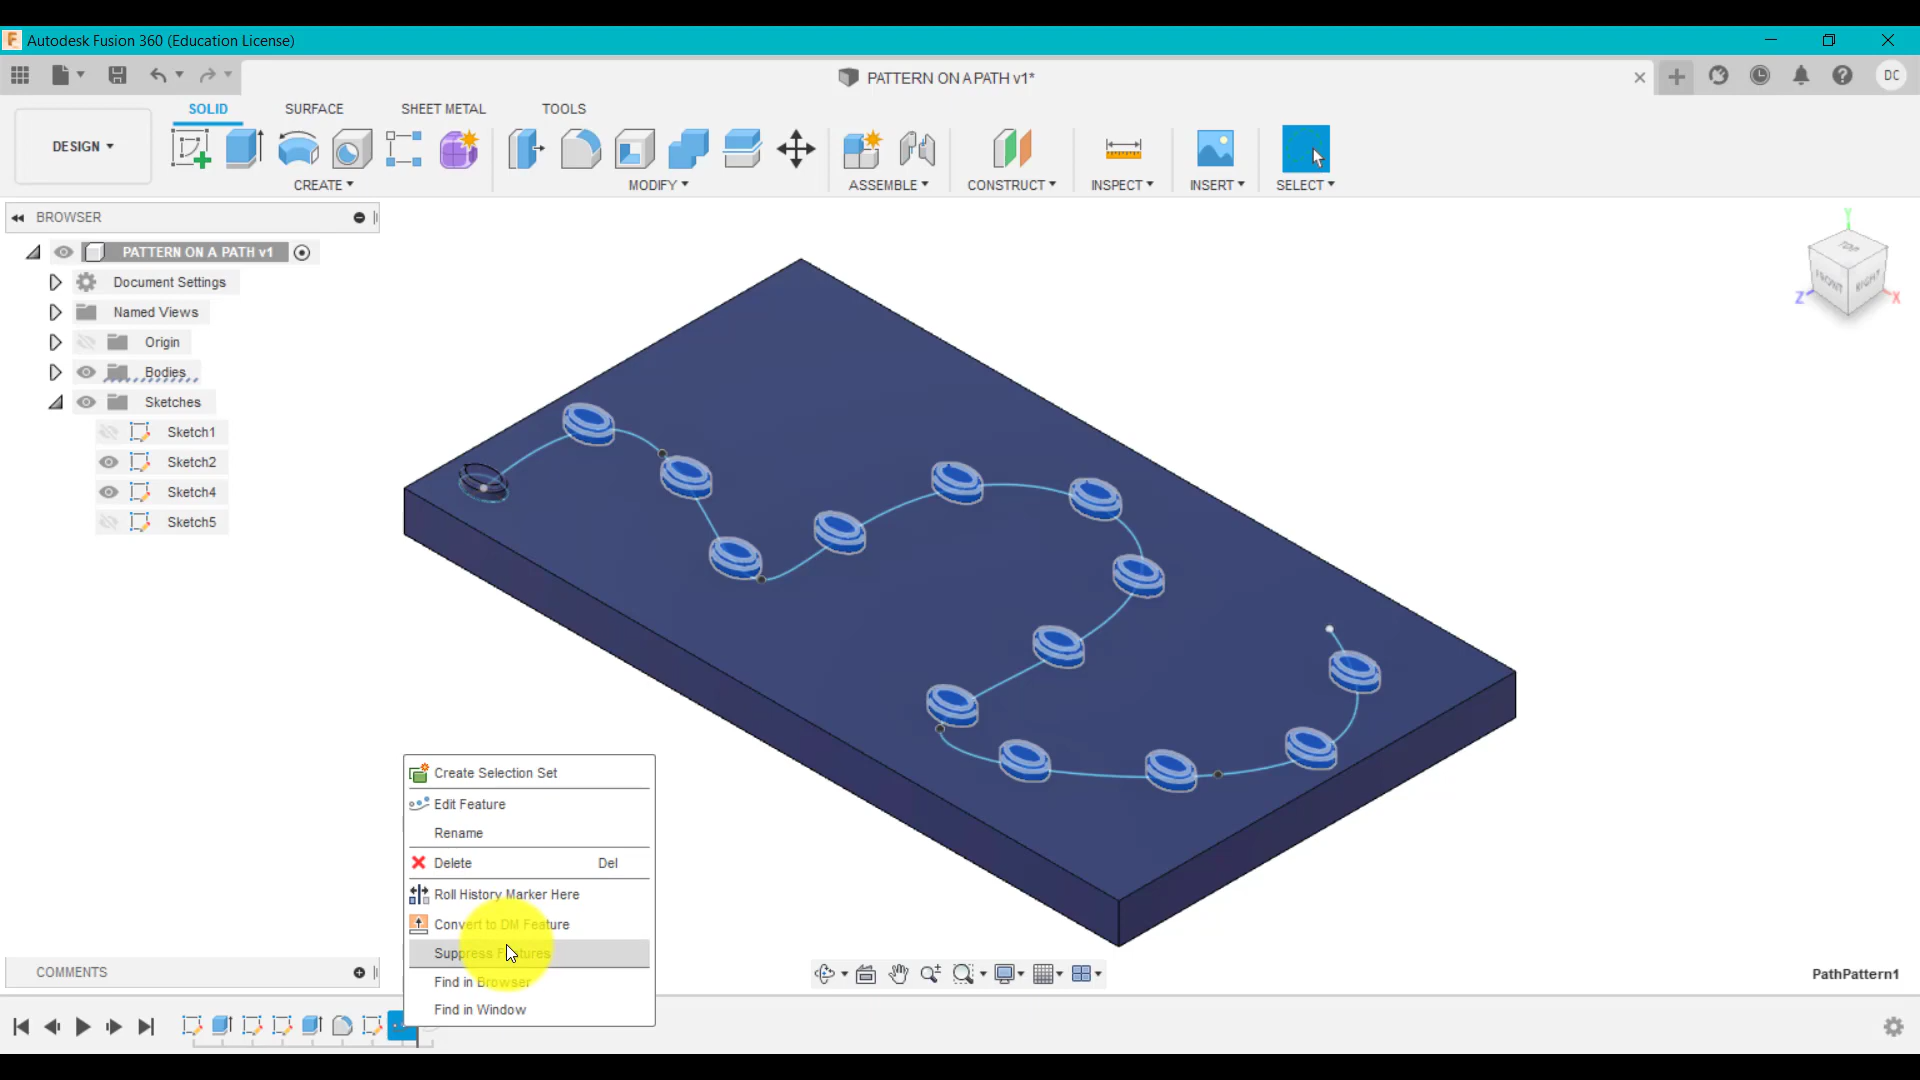 Autodesk Fusion 360 (Education License)
PATTERN ON A PATH v1*
DC
SOLID
SURFACE
SHEET METAL
TOOLS
DESIGN
CREATE
MODIFY
ASSEMBLE
CONSTRUCT
INSPECT
INSERT
SELECT
BROWSER
PATTERN ON A PATH v1
Document Settings
Named Views
Origin
Bodies
Sketches
Sketch1
Sketch2
Sketch4
Sketch5
Y
TOP
FRONT
RIGHT
Z
X
Create Selection Set
Edit Feature
Rename
Delete Del
Roll History Marker Here
Convert to DM Feature
Suppress Features
Find in Browser
Find in Window
COMMENTS
PathPattern1